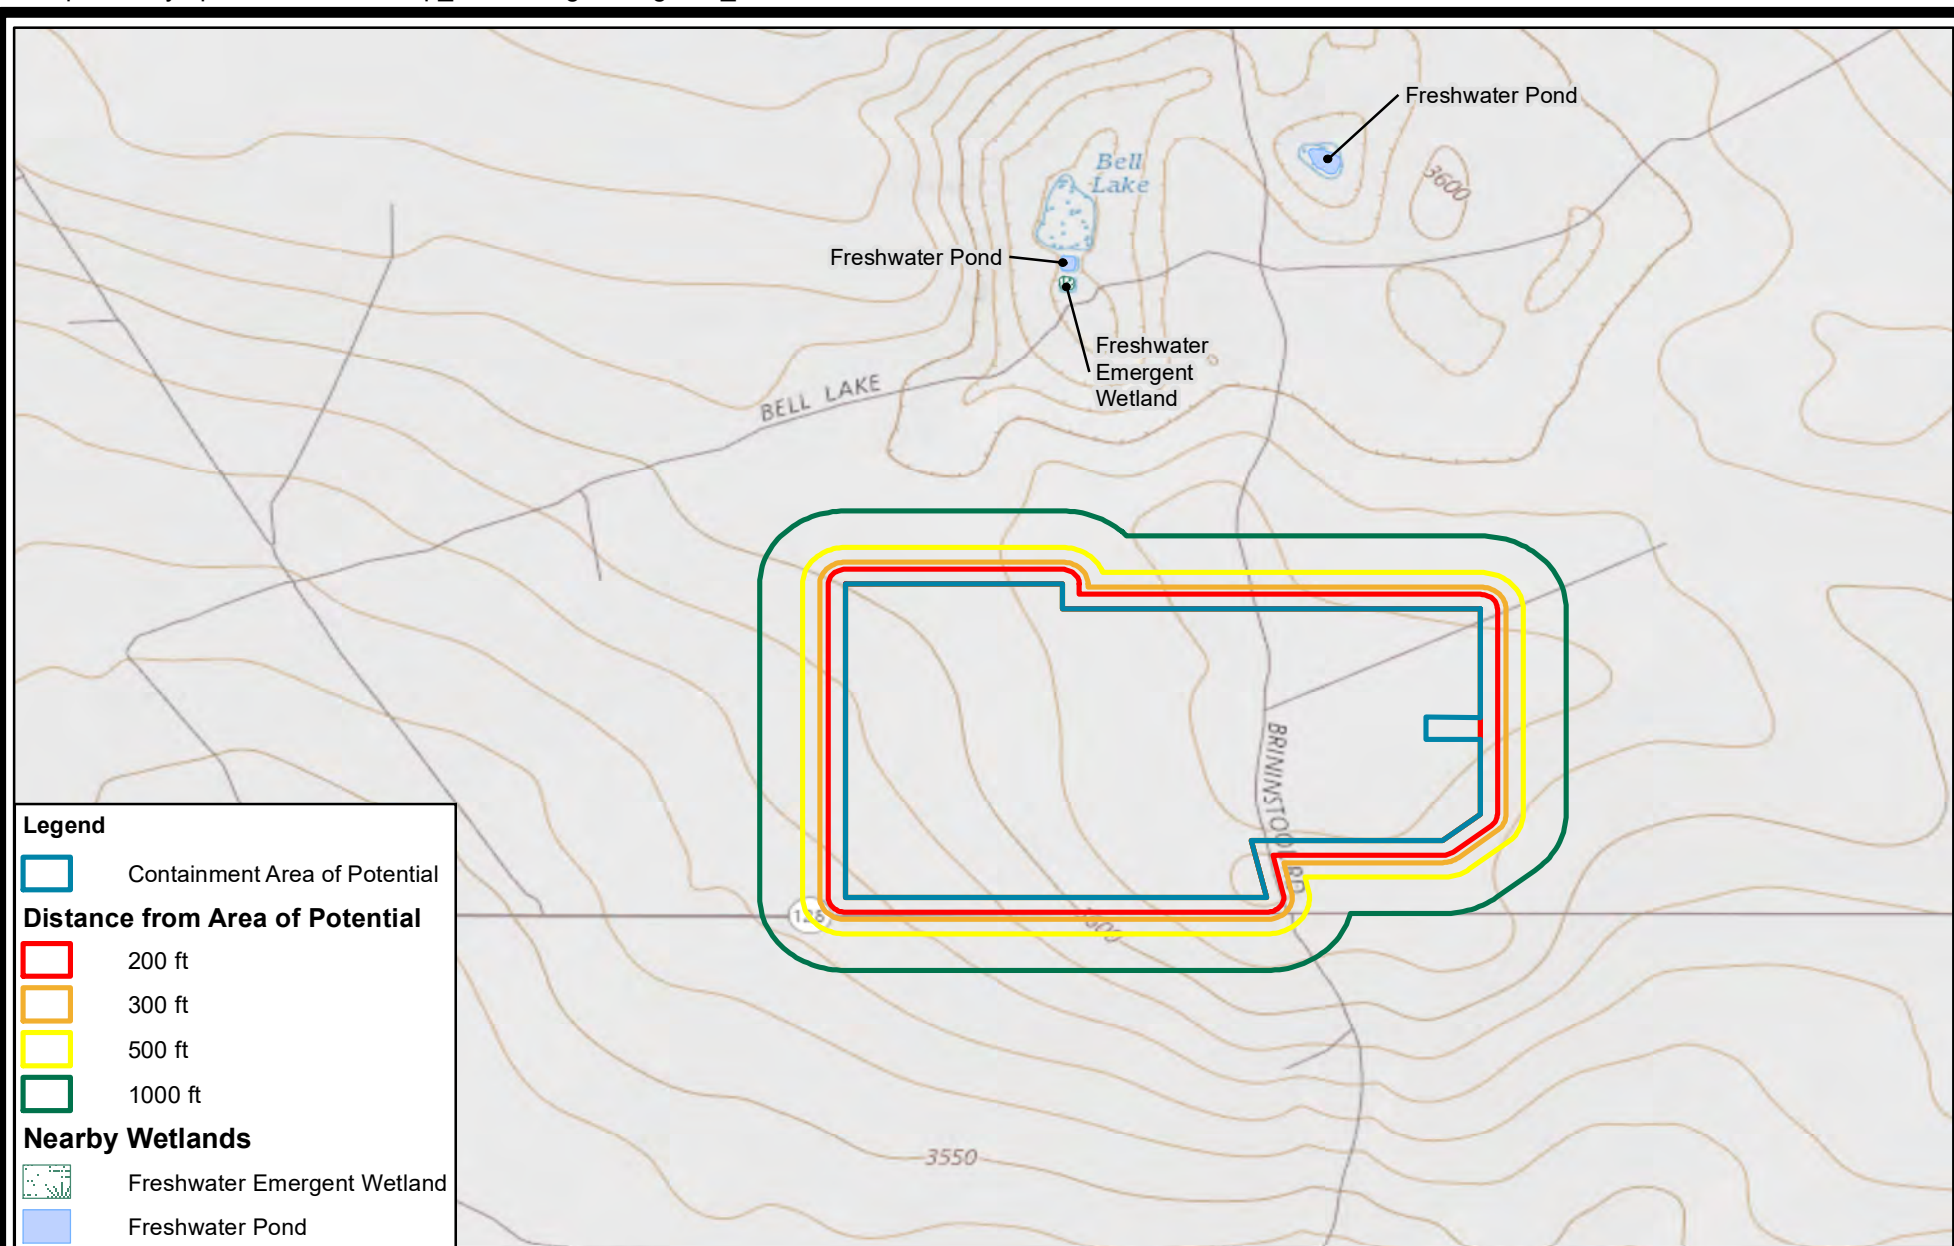 Freshwater Pond
Bell
Lake
3600
Freshwater Pond
Freshwater
Emergent
Wetland
BELL LAKE
BRININSTOOL RD
128
Legend
Containment Area of Potential
Distance from Area of Potential
200 ft
300 ft
500 ft
1000 ft
Nearby Wetlands
Freshwater Emergent Wetland
Freshwater Pond
3550